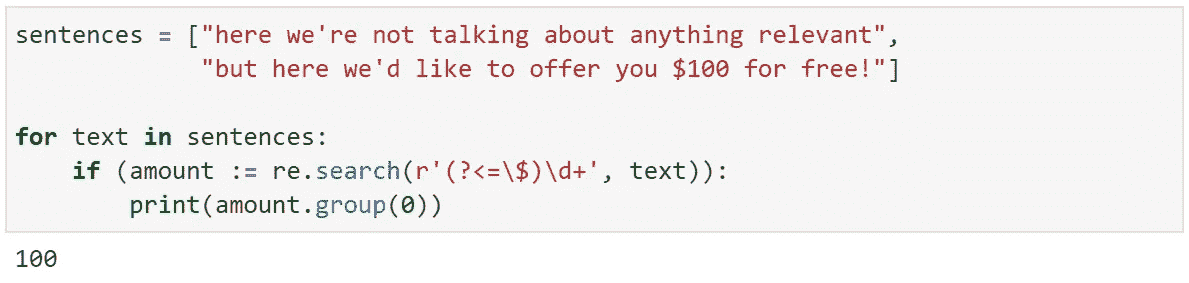 sentences = ["here we're not talking about anything relevant",
             "but here we'd like to offer you $100 for free!"]
for text in sentences:
    if (amount := re.search(r'(?<=\$)\d+', text)):
        print(amount.group(0))
100